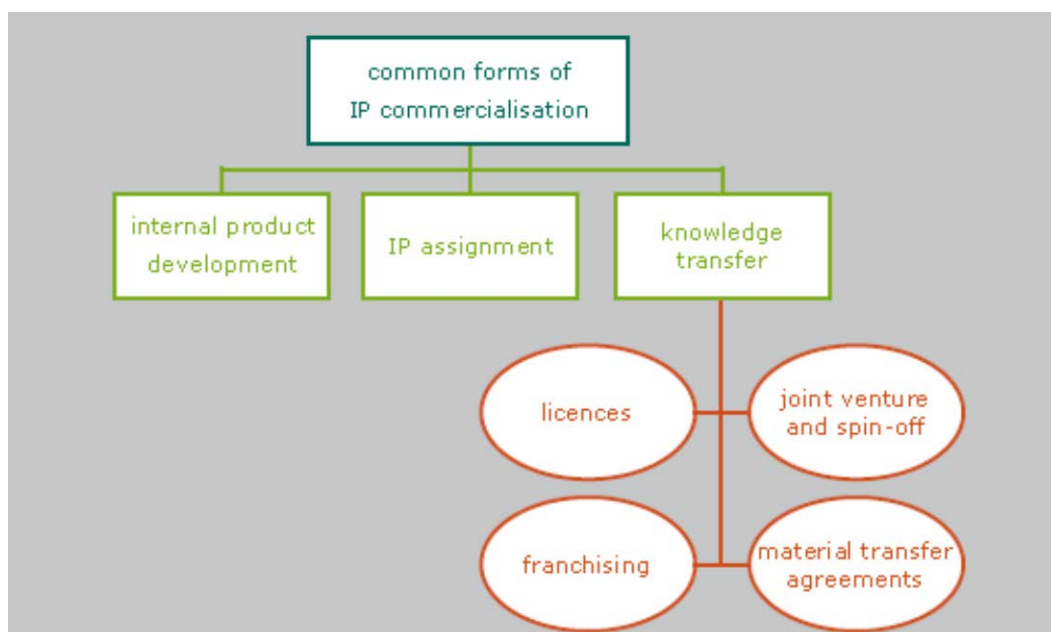 common forms of
IP commercialisation
internal product
development
IP assignment
knowledge
transfer
licences
joint venture
and spin-off
franchising
material transfer
agreements